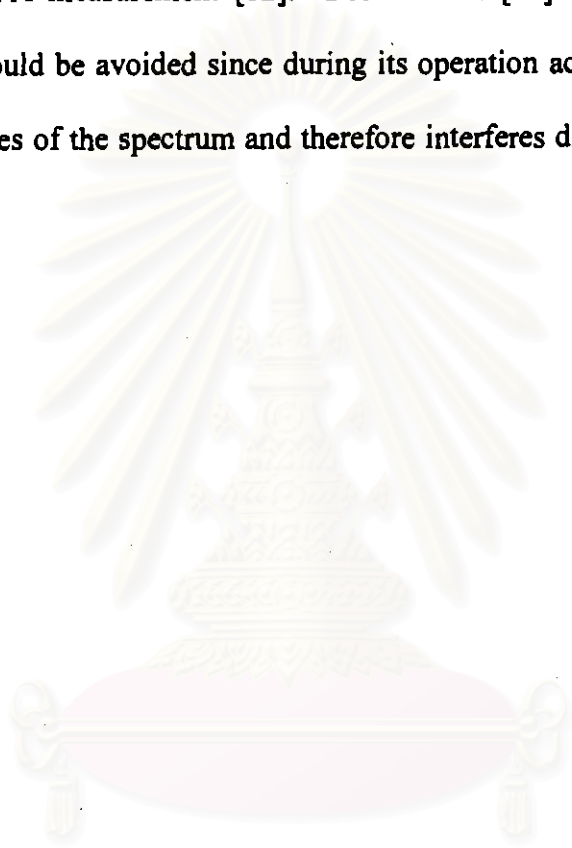 ould be avoided since during its operation ac
es of the spectrum and therefore interferes d